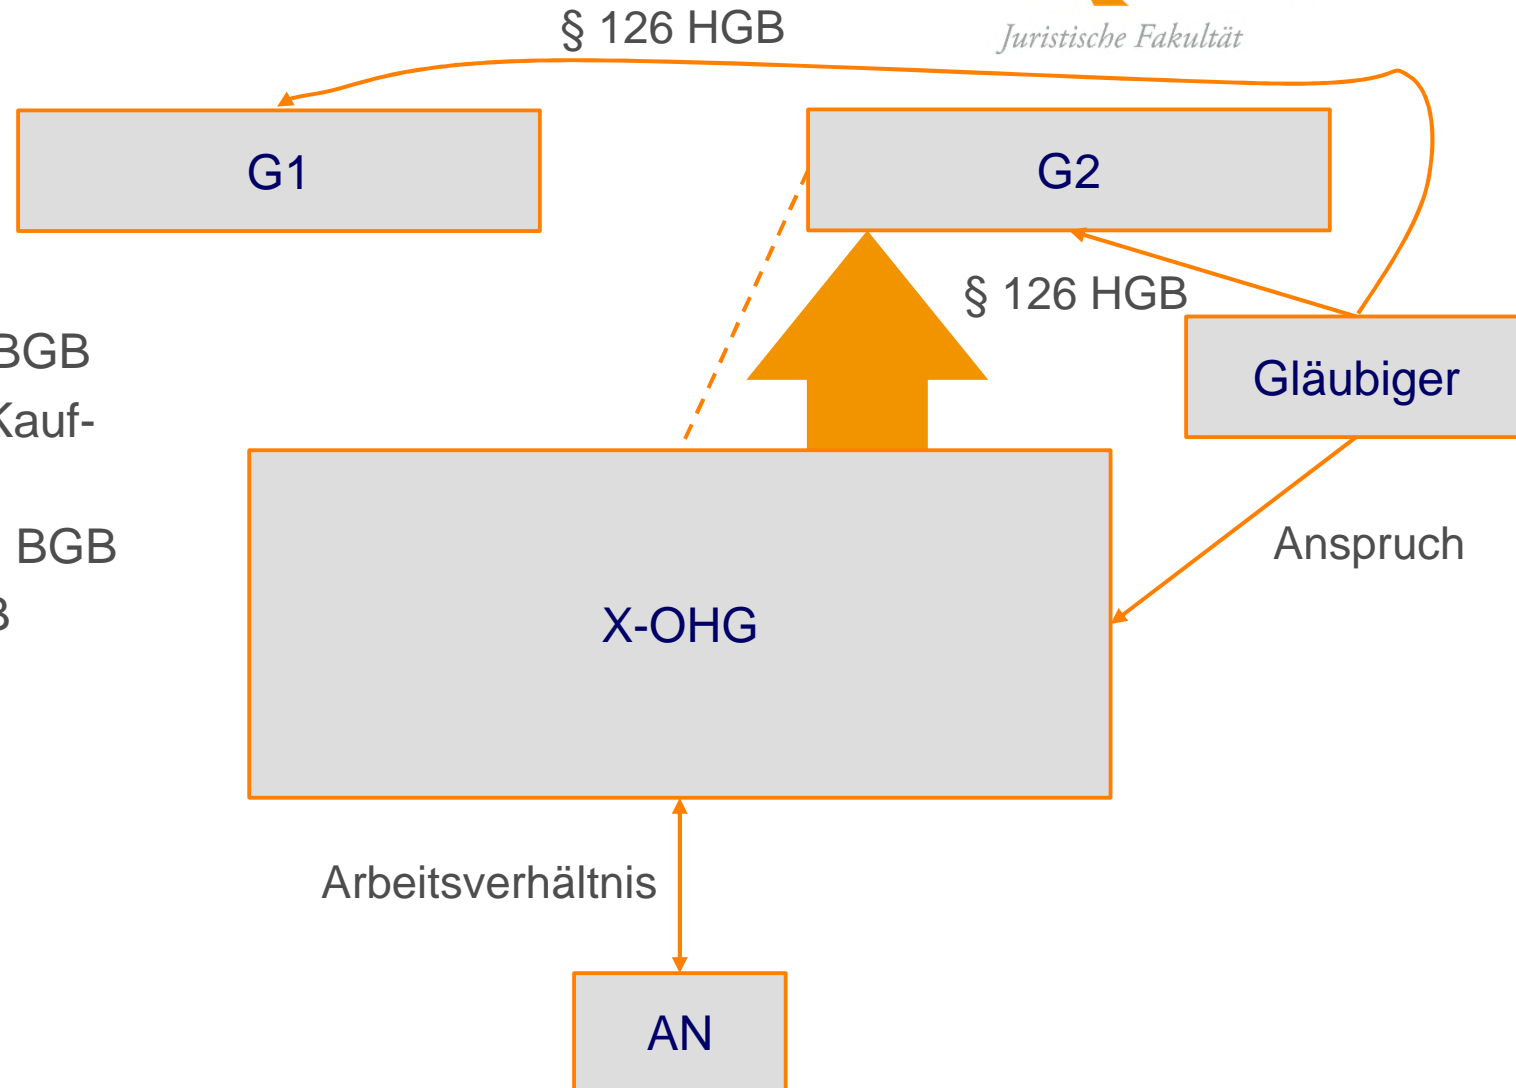 § 126 HGB
Juristische Fakultät
G1
G2
§ 126 HGB
BGB
Kauf-
Gläubiger
BGB
Anspruch
X-OHG
Arbeitsverhältnis
AN